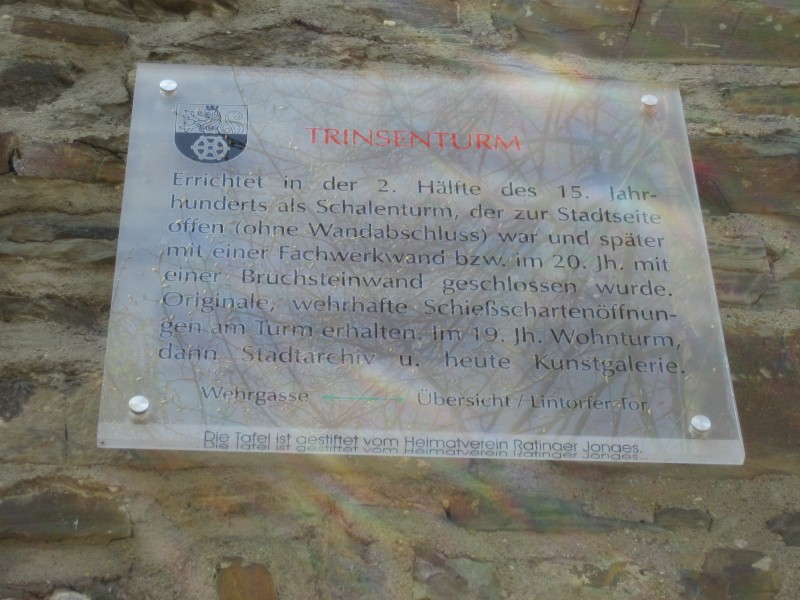 TRINSENTURM
Errichtet in der 2. Hälfte des 15. Jahr-
hunderts als Schalenturm, der zur Stadtseite
offen (ohne Wandabschluss) war und später
mit einer Fachwerkwand bzw. im 20. Jh. mit
einer Bruchsteinwand geschlossen wurde.
Originale, wehrhafte Schießschartenöffnun-
gen am Turm erhalten. Im 19. Jh. Wohnturm,
dann Stadtarchiv u. heute Kunstgalerie.
Wehrgasse ⟷ Übersicht / Lintorfer Tor
Die Tafel ist gestiftet vom Heimatverein Ratinger Jonges.